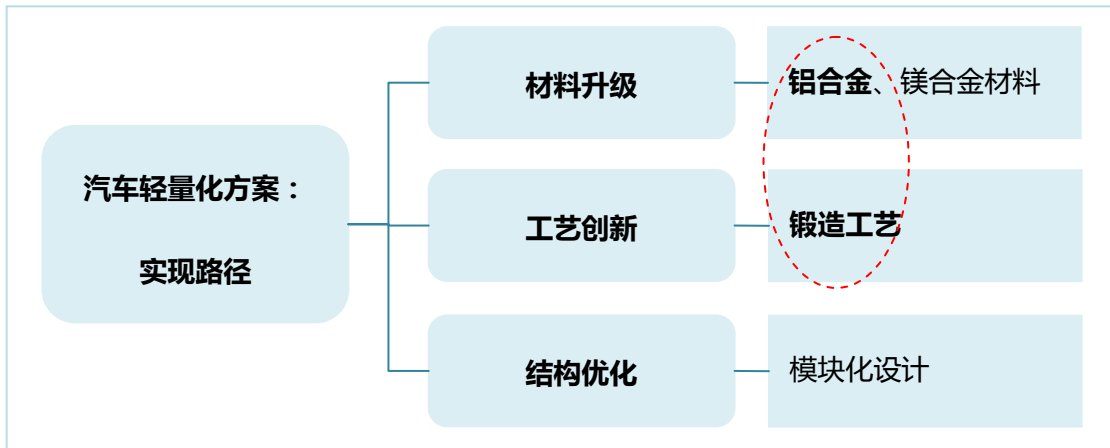 汽车轻量化方案：
实现路径
材料升级
铝合金、镁合金材料
工艺创新
锻造工艺
结构优化
模块化设计